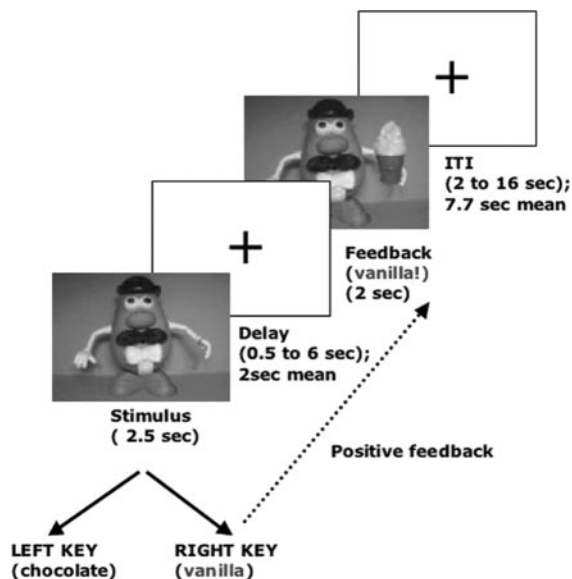 ITI
(2 to 16 sec);
7.7 sec mean
Feedback
(vanilla!)
(2 sec)
Delay
(0.5 to 6 sec);
2sec mean
Stimulus
( 2.5 sec)
Positive feedback
LEFT KEY
(chocolate)
RIGHT KEY
(vanilla)